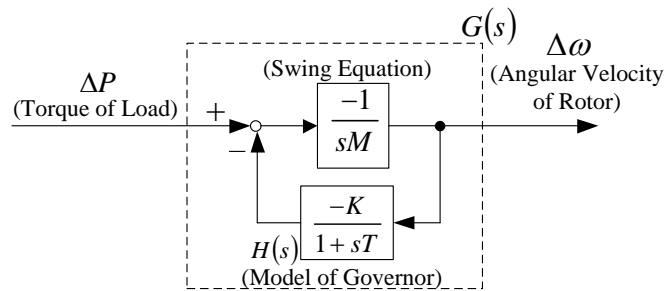 G(s)
ΔP
(Torque of Load)
(Swing Equation)
Δω
(Angular Velocity
of Rotor)
+
−
-1
sM
-K
1+sT
H(s)
(Model of Governor)